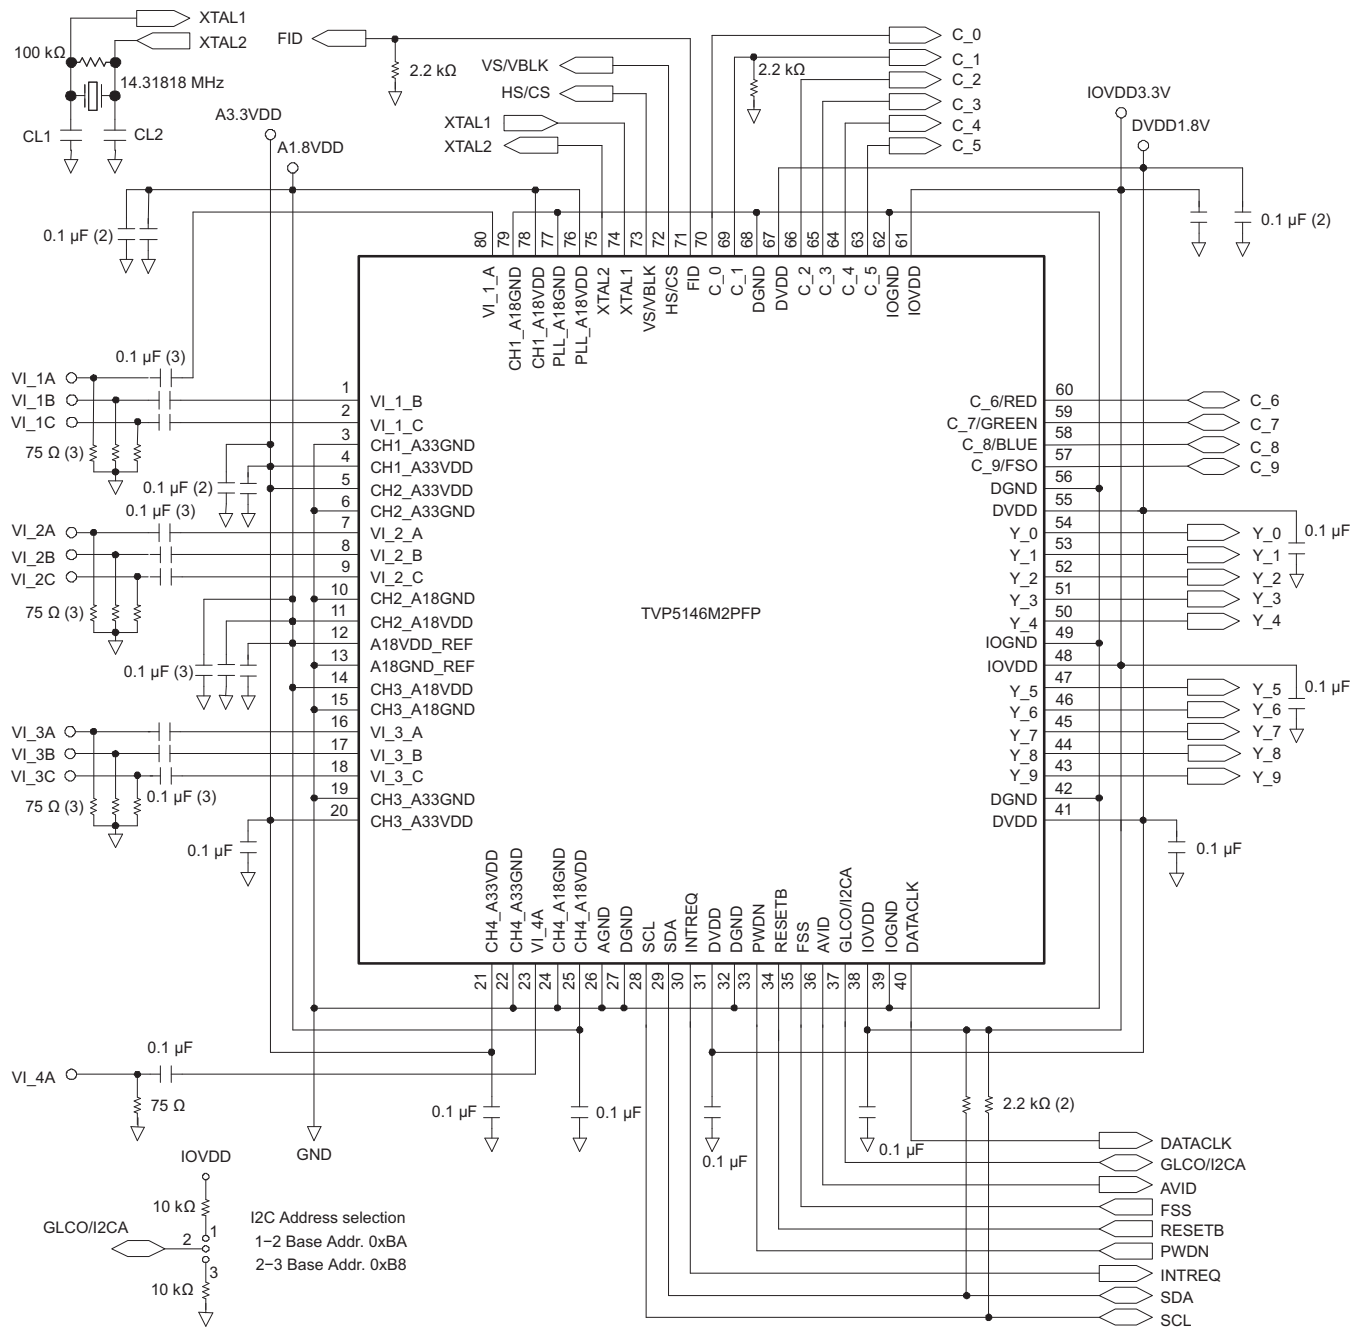 XTAL1
XTAL2
100 kΩ
14.31818 MHz
CL1
CL2
A3.3VDD
A1.8VDD
0.1 µF (2)
FID
2.2 kΩ
VS/VBLK
HS/CS
XTAL1
XTAL2
2.2 kΩ
C_0
C_1
C_2
C_3
C_4
C_5
IOVDD3.3V
DVDD1.8V
0.1 µF (2)
80
79
78
77
76
75
74
73
72
71
70
69
68
67
66
65
64
63
62
61
VI_1_A
CH1_A18GND
CH1_A18VDD
PLL_A18GND
PLL_A18VDD
XTAL2
XTAL1
VS/VBLK
HS/CS
FID
C_0
C_1
DGND
DVDD
C_2
C_3
C_4
C_5
IOGND
IOVDD
0.1 µF (3)
VI_1A
VI_1B
VI_1C
75 Ω (3)
0.1 µF (2)
0.1 µF (3)
VI_2A
VI_2B
VI_2C
75 Ω (3)
0.1 µF (3)
VI_3A
VI_3B
VI_3C
75 Ω (3)
0.1 µF (3)
0.1 µF
1 VI_1_B
2 VI_1_C
3 CH1_A33GND
4 CH1_A33VDD
5 CH2_A33VDD
6 CH2_A33GND
7 VI_2_A
8 VI_2_B
9 VI_2_C
10 CH2_A18GND
11 CH2_A18VDD
12 A18VDD_REF
13 A18GND_REF
14 CH3_A18VDD
15 CH3_A18GND
16 VI_3_A
17 VI_3_B
18 VI_3_C
19 CH3_A33GND
20 CH3_A33VDD
TVP5146M2PFP
C_6/RED 60 C_6
C_7/GREEN 59 C_7
C_8/BLUE 58 C_8
C_9/FSO 57 C_9
DGND 56
DVDD 55
0.1 µF
Y_0 54 Y_0
Y_1 53 Y_1
Y_2 52 Y_2
Y_3 51 Y_3
Y_4 50 Y_4
IOGND 49
IOVDD 48
0.1 µF
Y_5 47 Y_5
Y_6 46 Y_6
Y_7 45 Y_7
Y_8 44 Y_8
Y_9 43 Y_9
DGND 42
DVDD 41
0.1 µF
CH4_A33VDD
CH4_A33GND
VI_4A
CH4_A18GND
CH4_A18VDD
AGND
DGND
SCL
SDA
INTREQ
DVDD
DGND
PWDN
RESETB
FSS
AVID
GLCO/I2CA
IOVDD
IOGND
DATACLK
21
22
23
24
25
26
27
28
29
30
31
32
33
34
35
36
37
38
39
40
VI_4A
0.1 µF
75 Ω
GND
0.1 µF
0.1 µF
0.1 µF
0.1 µF
2.2 kΩ (2)
DATACLK
GLCO/I2CA
AVID
FSS
RESETB
PWDN
INTREQ
SDA
SCL
IOVDD
10 kΩ
GLCO/I2CA
1
2
3
10 kΩ
I2C Address selection
1−2 Base Addr. 0xBA
2−3 Base Addr. 0xB8